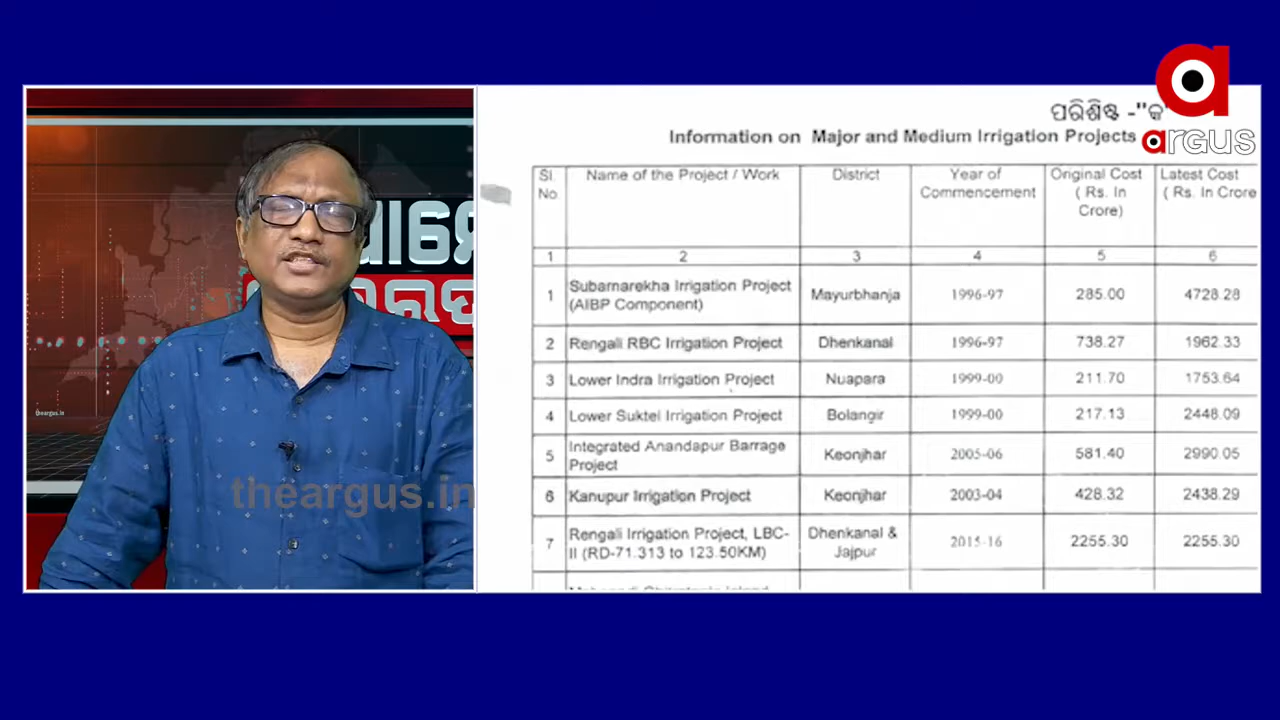 ପରିଶିଷ୍ଟ -"କ"
Information on Major and Medium Irrigation Projects
a
argus
Sl. No | Name of the Project / Work | District | Year of Commencement | Original Cost ( Rs. In Crore) | Latest Cost ( Rs. In Crore
1 | 2 | 3 | 4 | 5 | 6
1 | Subarnarekha Irrigation Project (AIBP Component) | Mayurbhanja | 1996-97 | 285.00 | 4728.28
2 | Rengali RBC Irrigation Project | Dhenkanal | 1996-97 | 738.27 | 1962.33
3 | Lower Indra Irrigation Project | Nuapara | 1999-00 | 211.70 | 1753.64
4 | Lower Suktel Irrigation Project | Bolangir | 1999-00 | 217.13 | 2448.09
5 | Integrated Anandapur Barrage Project | Keonjhar | 2005-06 | 581.40 | 2990.05
6 | Kanupur Irrigation Project | Keonjhar | 2003-04 | 428.32 | 2438.29
7 | Rengali Irrigation Project, LBC-II (RD-71.313 to 123.50KM) | Dhenkanal & Jajpur | 2015-16 | 2255.30 | 2255.30
theargus.in
theargus.in